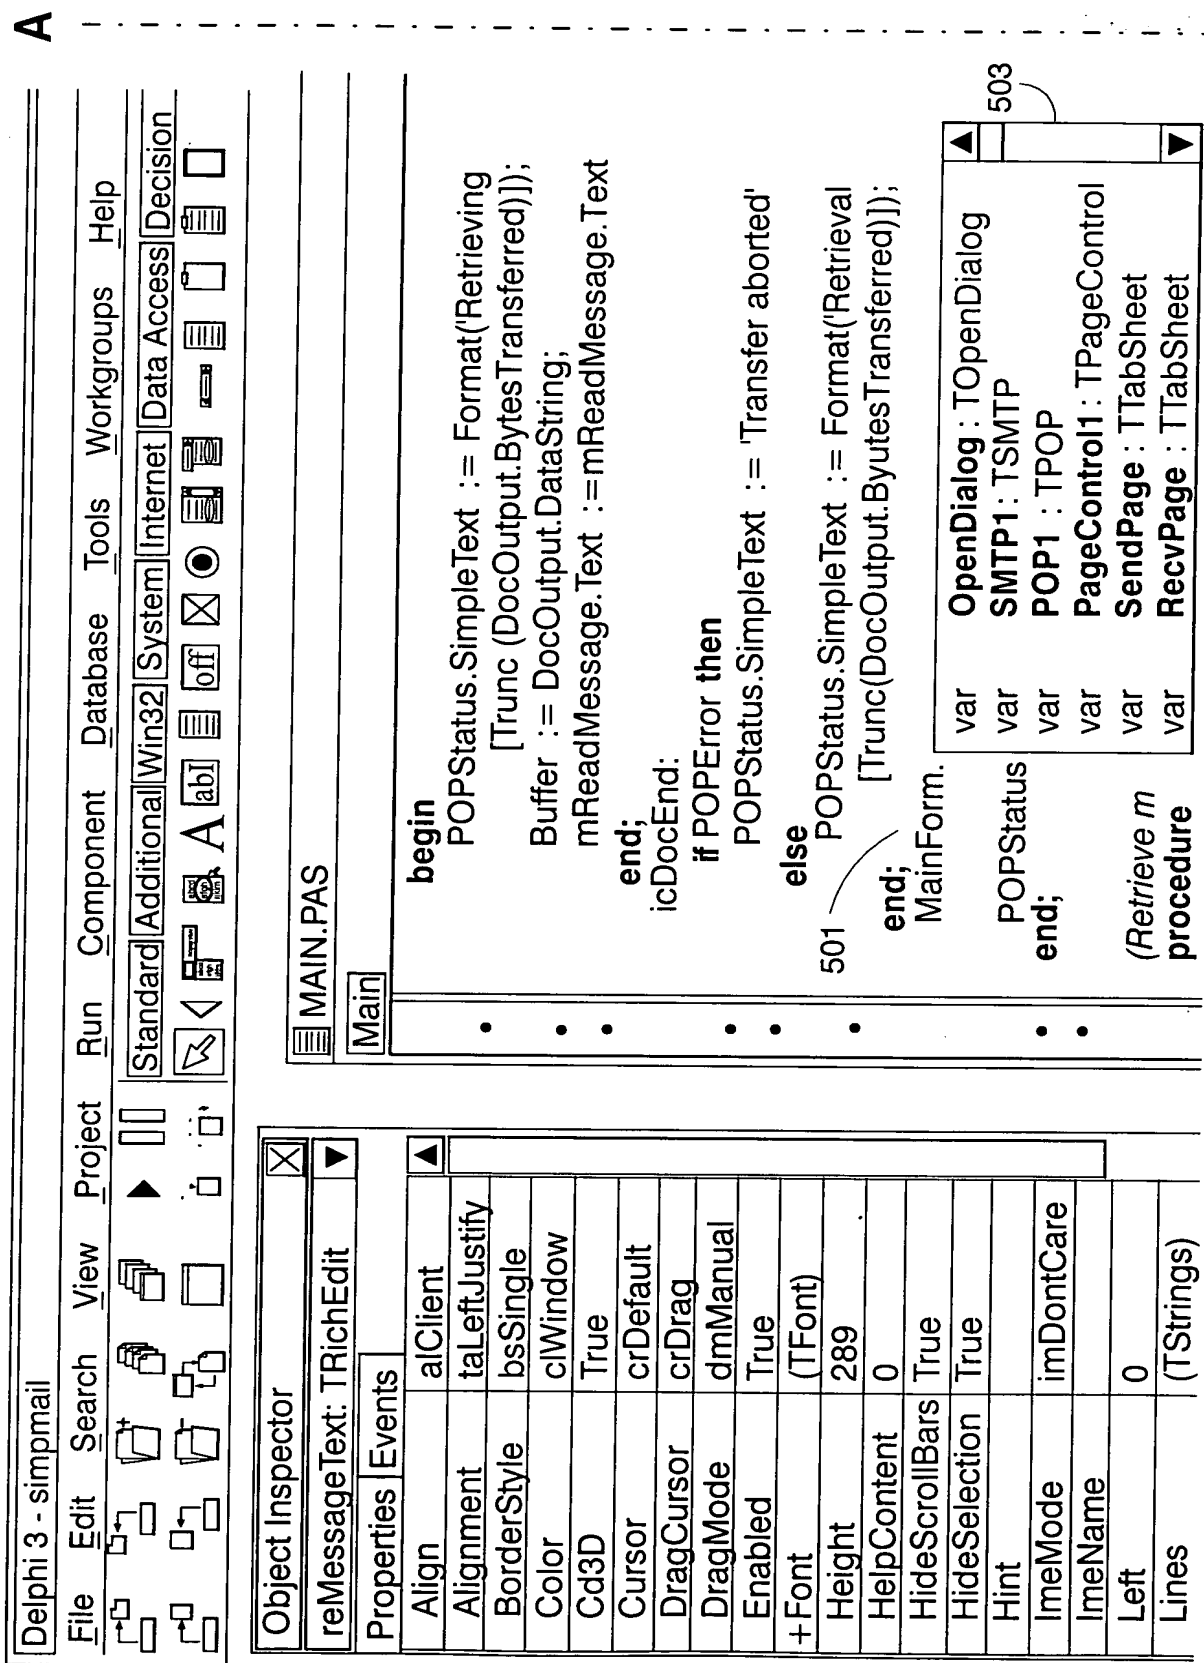 A
Delphi 3 - simpmail
File Edit Search View Project Run Component Database Tools Workgroups Help
Standard Additional Win32 System Internet Data Access Decision
A abI off
Object Inspector
reMessageText: TRichEdit
Properties Events
Align alClient
Alignment taLeftJustify
BorderStyle bsSingle
Color clWindow
Cd3D True
Cursor crDefault
DragCursor crDrag
DragMode dmManual
Enabled True
+Font (TFont)
Height 289
HelpContent 0
HideScrollBars True
HideSelection True
Hint
ImeMode imDontCare
ImeName
Left 0
Lines (TStrings)
MAIN.PAS
Main
begin
POPStatus.SimpleText := Format('Retrieving
[Trunc (DocOutput.BytesTransferred)]);
Buffer := DocOutput.DataString;
mReadMessage.Text :=mReadMessage.Text
end;
icDocEnd:
if POPError then
POPStatus.SimpleText := 'Transfer aborted'
else
POPStatus.SimpleText := Format('Retrieval
[Trunc(DocOutput.ByutesTransferred)]);
501
end;
MainForm.
POPStatus
end;
(Retrieve m
procedure
var OpenDialog : TOpenDialog
var SMTP1 : TSMTP
var POP1 : TPOP
var PageControl1 : TPageControl
var SendPage : TTabSheet
var RecvPage : TTabSheet
503